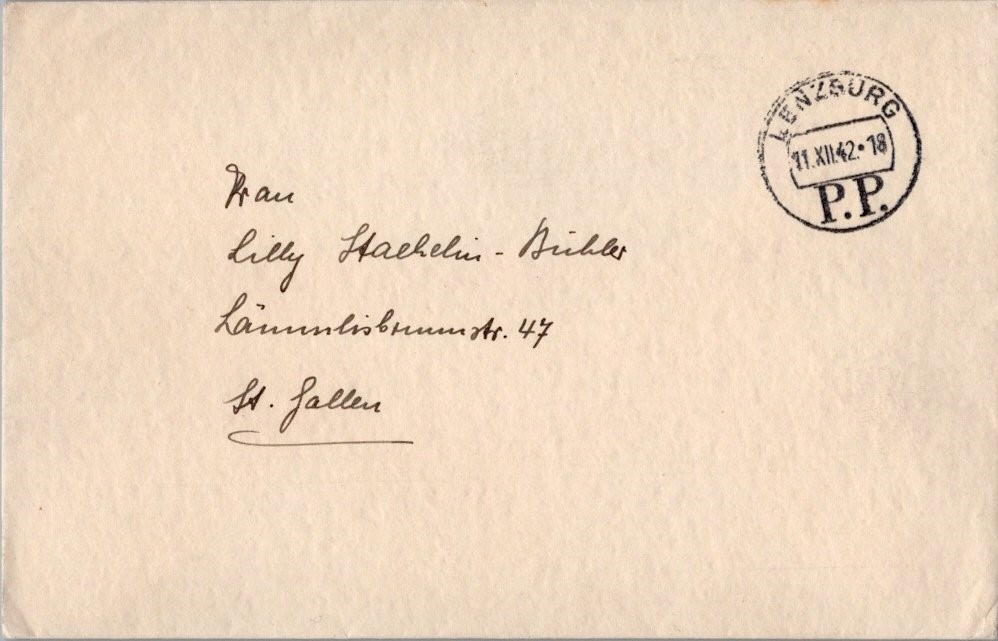 LENZBURG
11.XII.42•18
P.P.
Frau
Lilly Staehelin-Bühler
Lämmlisbrunnstr. 47
St. Gallen